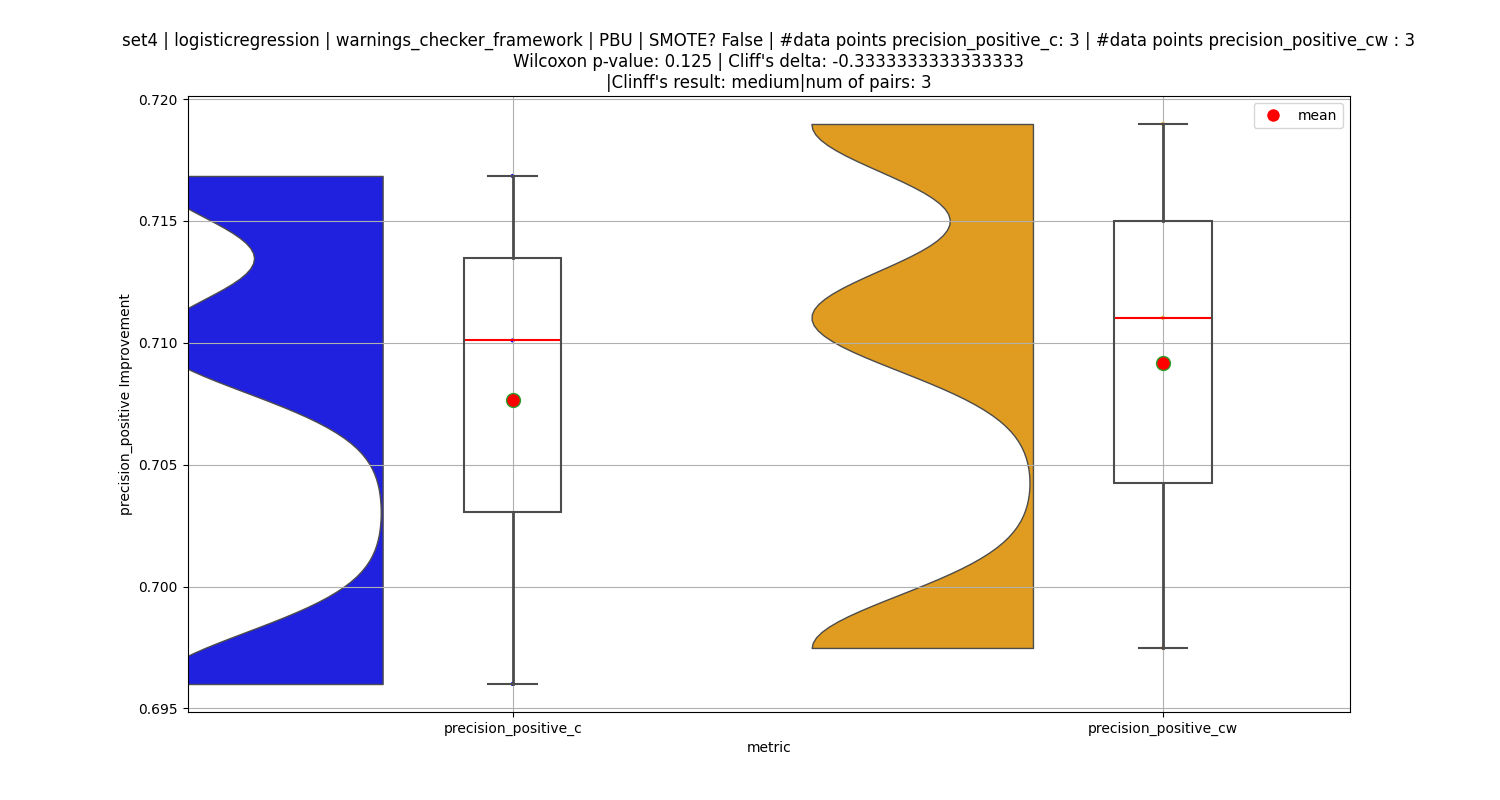 set4 | logisticregression | warnings_checker_framework | PBU | SMOTE? False | #data points precision_positive_c: 3 | #data points precision_positive_cw : 3
Wilcoxon p-value: 0.125 | Cliff's delta: -0.3333333333333333
|Clinff's result: medium|num of pairs: 3
mean
0.720
0.715
0.710
0.705
0.700
0.695
precision_positive Improvement
precision_positive_c
precision_positive_cw
metric